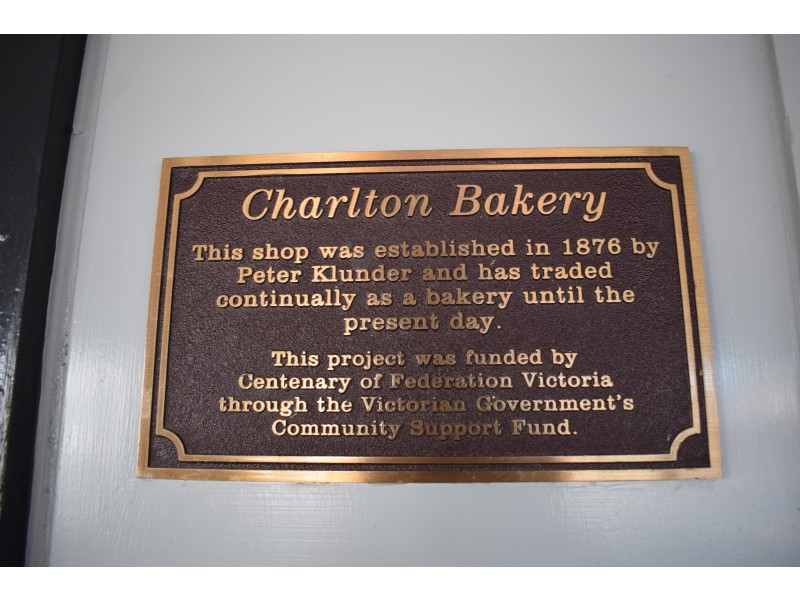 Charlton Bakery
This shop was established in 1876 by
Peter Klunder and has traded
continually as a bakery until the
present day.
This project was funded by
Centenary of Federation Victoria
through the Victorian Government's
Community Support Fund.